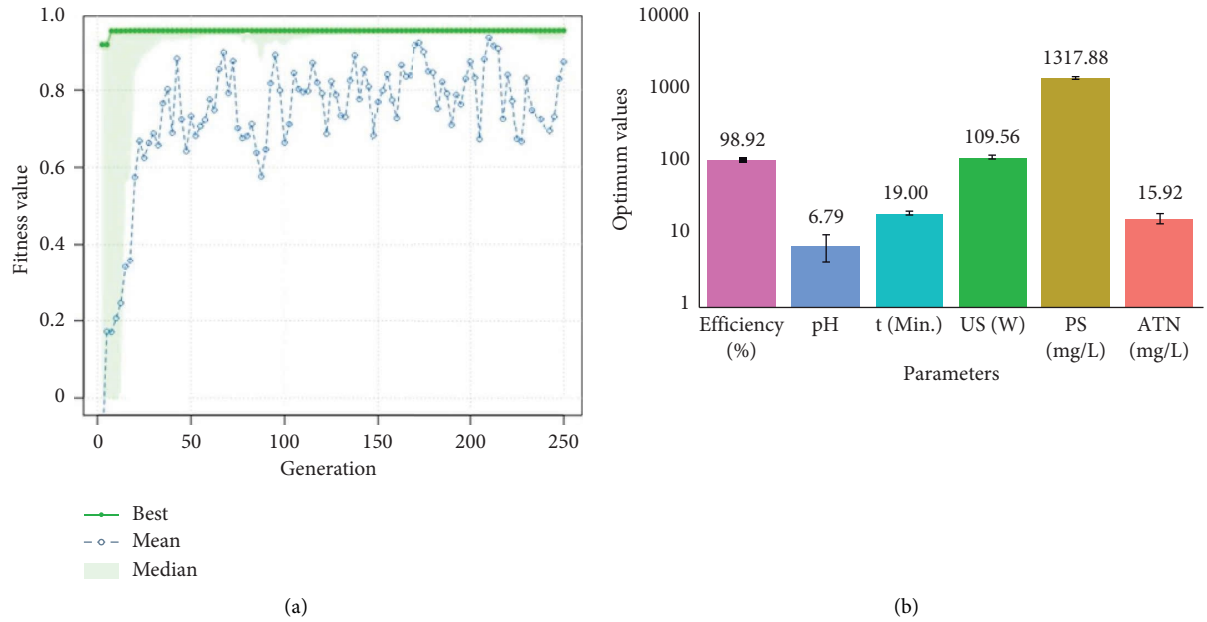 1.0
0.8
0.6
0.4
0.2
0
Fitness value
0
50
100
150
200
250
Generation
Best
Mean
Median
(a)
10000
1000
100
10
1
Optimum values
98.92
6.79
19.00
109.56
1317.88
15.92
Efficiency
(%)
pH
t (Min.)
US (W)
PS
(mg/L)
ATN
(mg/L)
Parameters
(b)